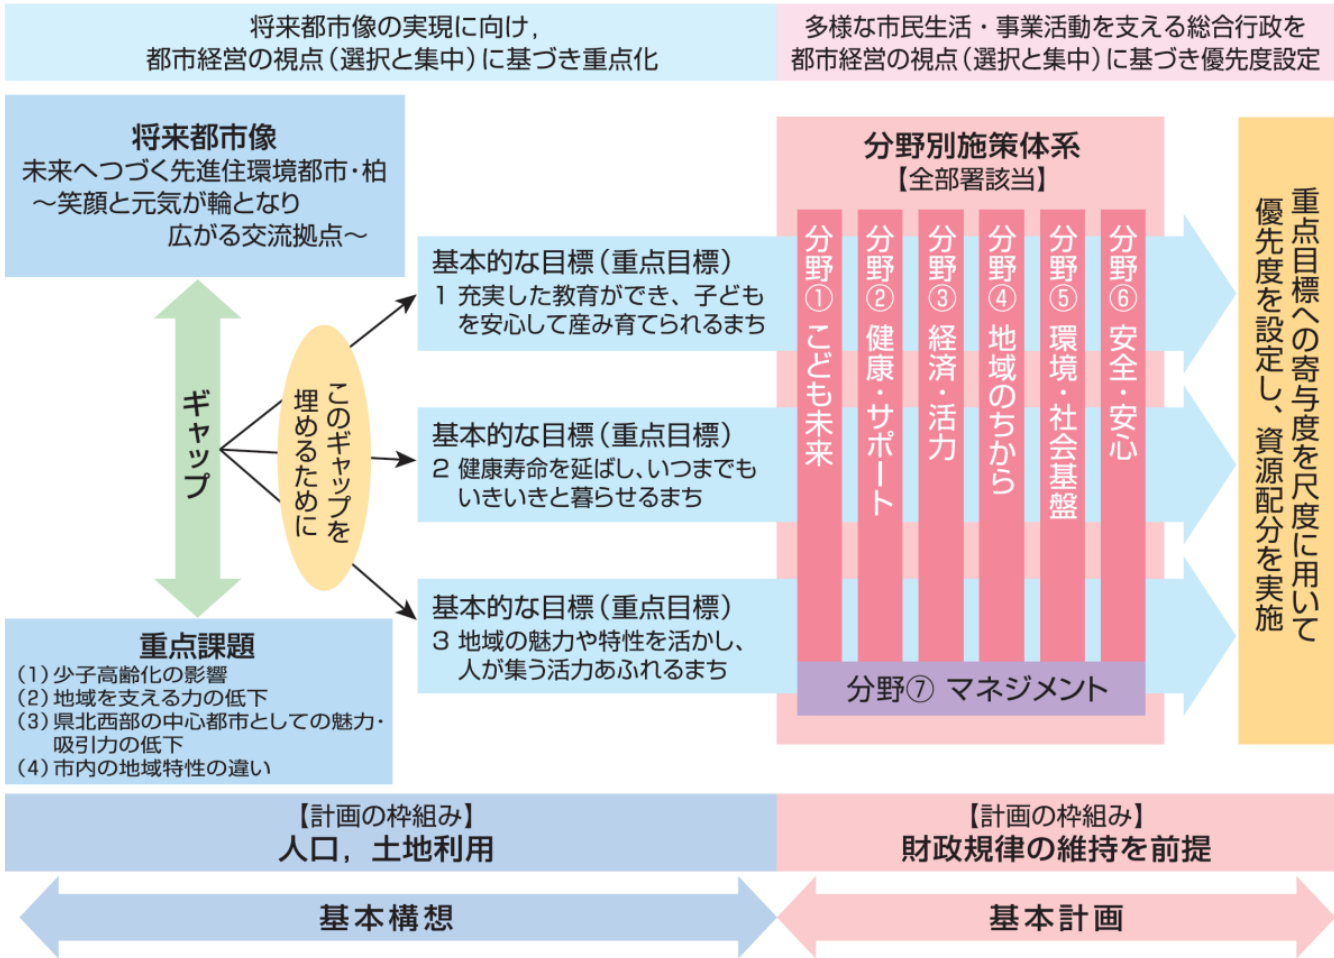 将来都市像の実現に向け，
都市経営の視点（選択と集中）に基づき重点化
多様な市民生活・事業活動を支える総合行政を
都市経営の視点（選択と集中）に基づき優先度設定
将来都市像
未来へつづく先進住環境都市・柏
～笑顔と元気が輪となり
広がる交流拠点～
ギャップ
このギャップを
埋めるために
重点課題
（1）少子高齢化の影響
（2）地域を支える力の低下
（3）県北西部の中心都市としての魅力・
吸引力の低下
（4）市内の地域特性の違い
基本的な目標（重点目標）
1 充実した教育ができ、子ども
を安心して産み育てられるまち
基本的な目標（重点目標）
2 健康寿命を延ばし、いつまでも
いきいきと暮らせるまち
基本的な目標（重点目標）
3 地域の魅力や特性を活かし、
人が集う活力あふれるまち
分野別施策体系
【全部署該当】
分野① こども未来
分野② 健康・サポート
分野③ 経済・活力
分野④ 地域のちから
分野⑤ 環境・社会基盤
分野⑥ 安全・安心
分野⑦ マネジメント
重点目標への寄与度を尺度に用いて
優先度を設定し、資源配分を実施
【計画の枠組み】
人口，土地利用
【計画の枠組み】
財政規律の維持を前提
基本構想
基本計画